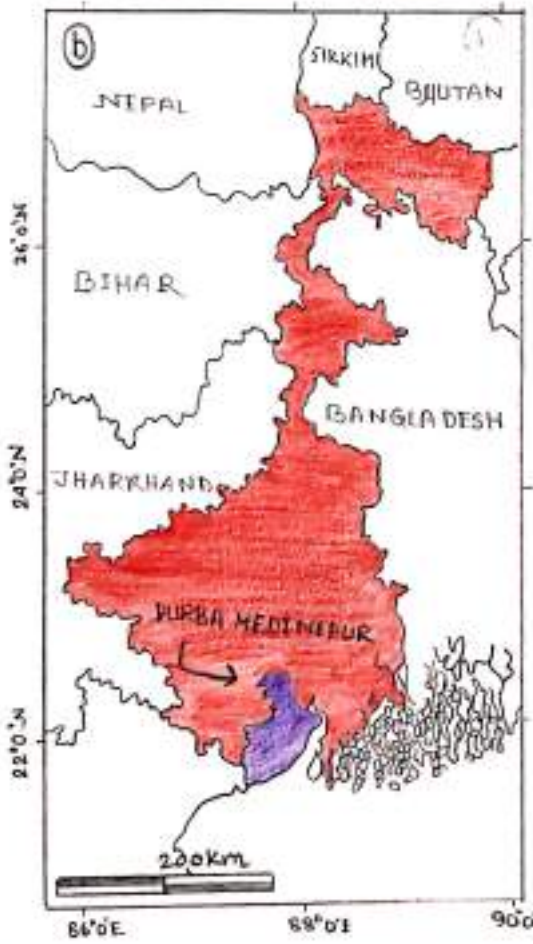 b
SIKKIM
NEPAL
BHUTAN
26°0'N
BIHAR
BANGLADESH
24°0'N
JHARKHAND
PURBA MEDINIPUR
22°0'N
200KM
86°0'E
88°0'E
90°0